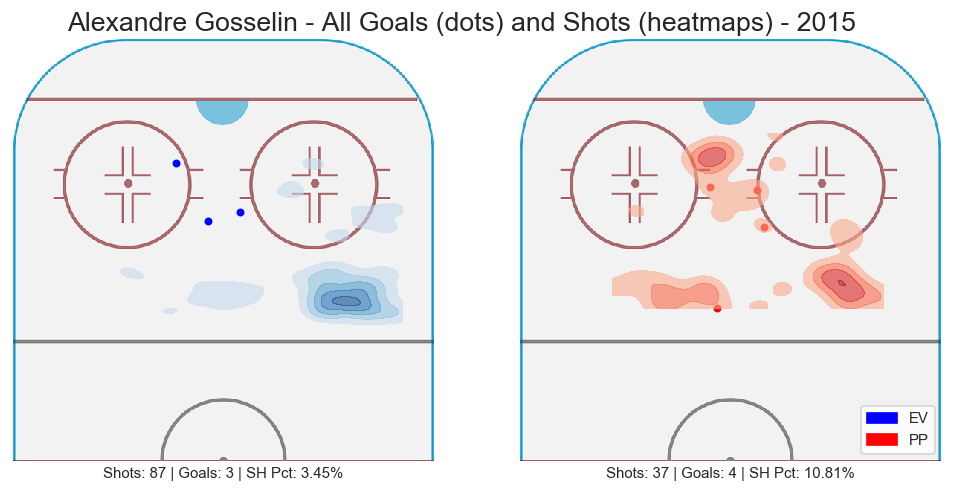 Alexandre Gosselin - All Goals (dots) and Shots (heatmaps) - 2015
EV
PP
Shots: 87 | Goals: 3 | SH Pct: 3.45%
Shots: 37 | Goals: 4 | SH Pct: 10.81%